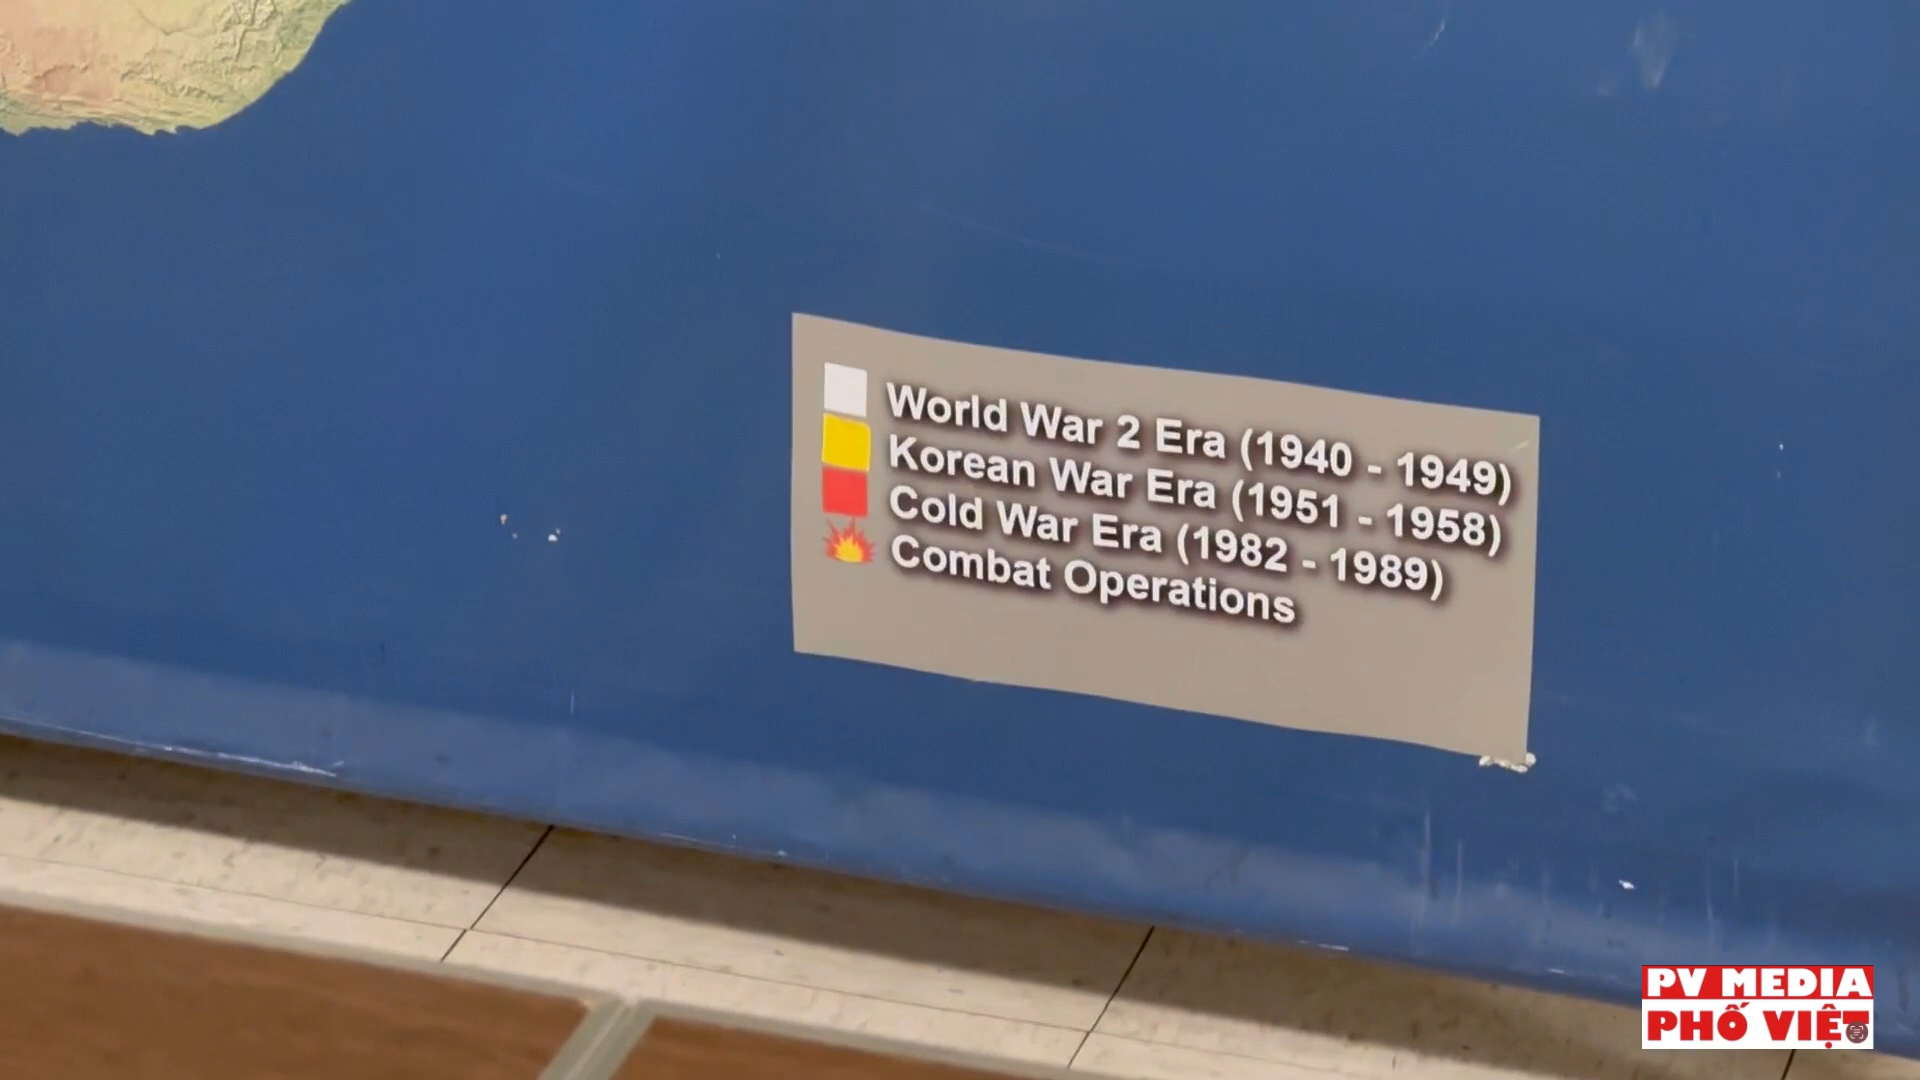 World War 2 Era (1940 - 1949)
Korean War Era (1951 - 1958)
Cold War Era (1982 - 1989)
Combat Operations
PV MEDIA
PHỐ VIỆT